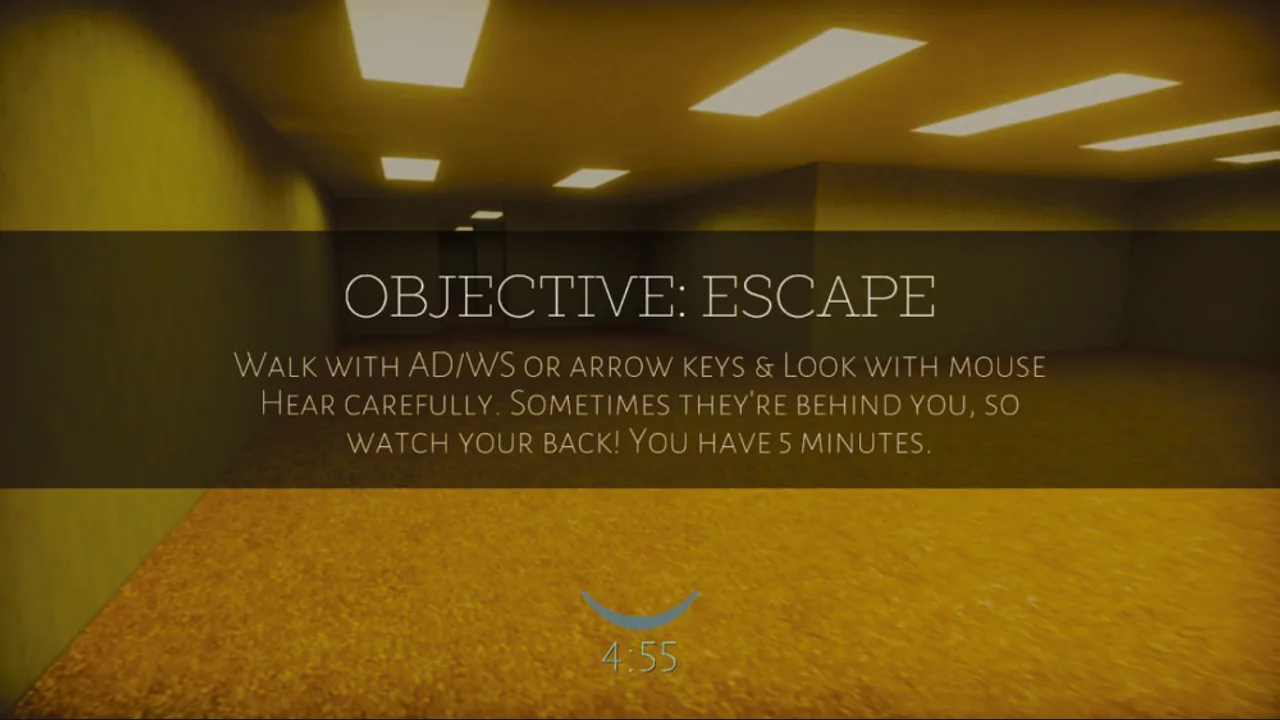 OBJECTIVE: ESCAPE
WALK WITH AD/WS OR ARROW KEYS & LOOK WITH MOUSE
HEAR CAREFULLY. SOMETIMES THEY'RE BEHIND YOU, SO
WATCH YOUR BACK! YOU HAVE 5 MINUTES.
4:55